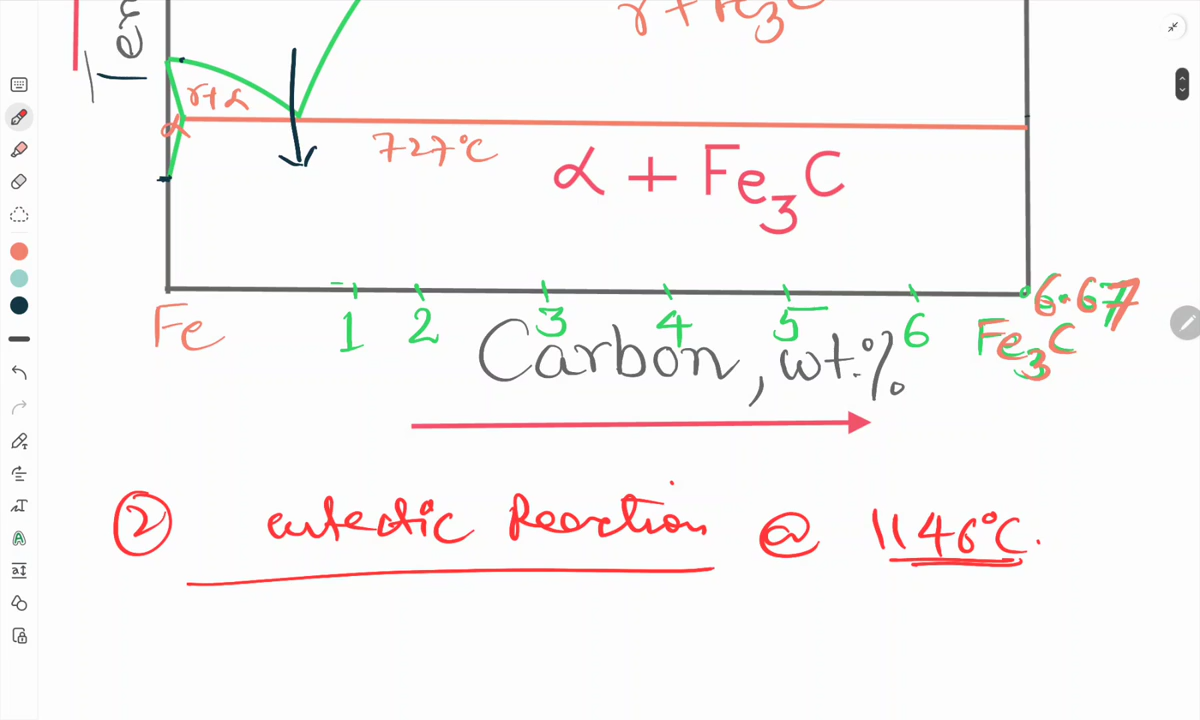 en
γ + Fe₃C
γ+α
α
727°C
α + Fe₃C
1 2 3 4 5 6 6.67
Fe Fe₃C
Carbon, wt.%
② eutectic Reaction @ 1146°C.